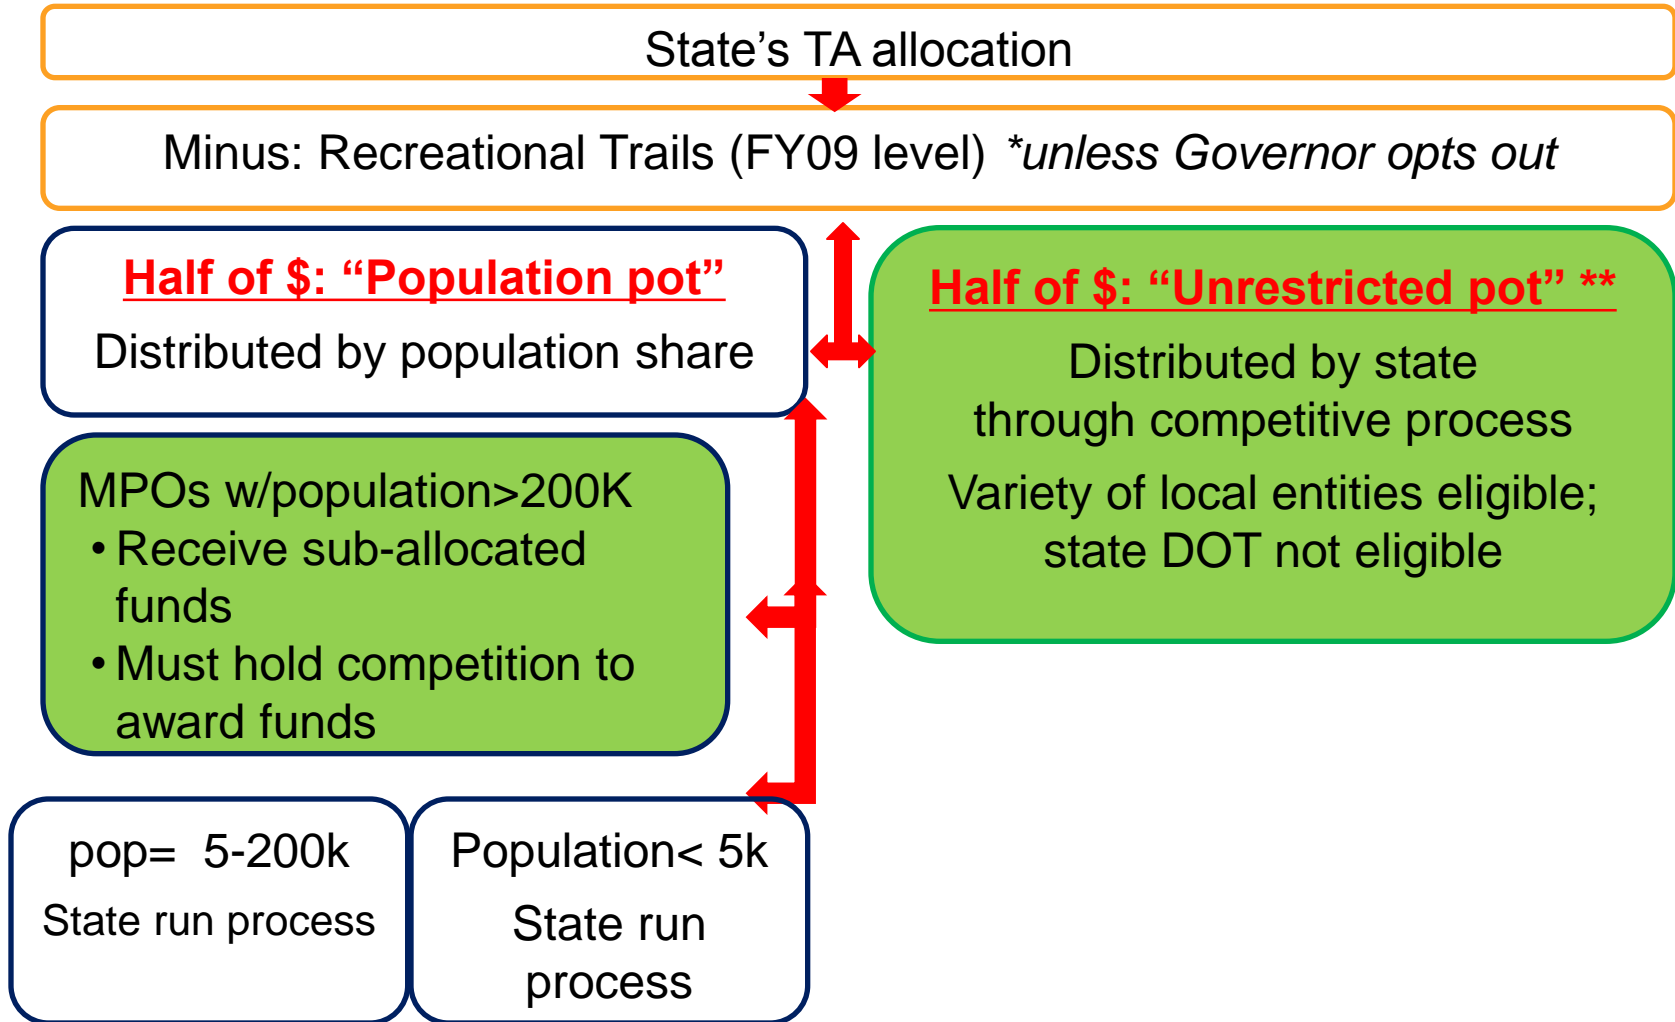 State’s TA allocation
Minus: Recreational Trails (FY09 level) *unless Governor opts out
Half of $: “Population pot”
Distributed by population share
Half of $: “Unrestricted pot” **
Distributed by state
through competitive process
Variety of local entities eligible;
state DOT not eligible
MPOs w/population>200K
• Receive sub-allocated
funds
• Must hold competition to
award funds
pop= 5-200k
State run process
Population< 5k
State run
process